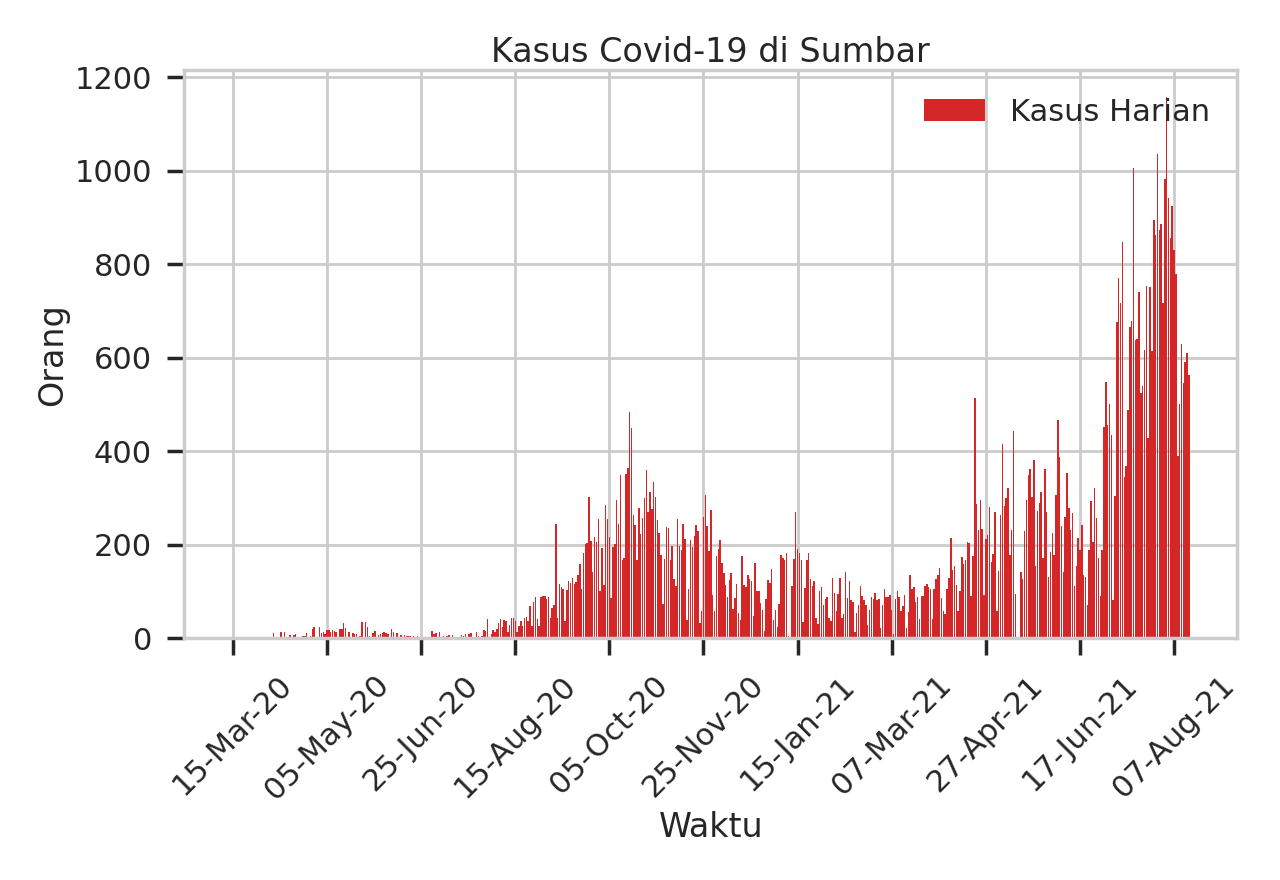 Kasus Covid-19 di Sumbar
Kasus Harian
Orang
1200
1000
800
600
400
200
0
15-Mar-20
05-May-20
25-Jun-20
15-Aug-20
05-Oct-20
25-Nov-20
15-Jan-21
07-Mar-21
27-Apr-21
17-Jun-21
07-Aug-21
Waktu